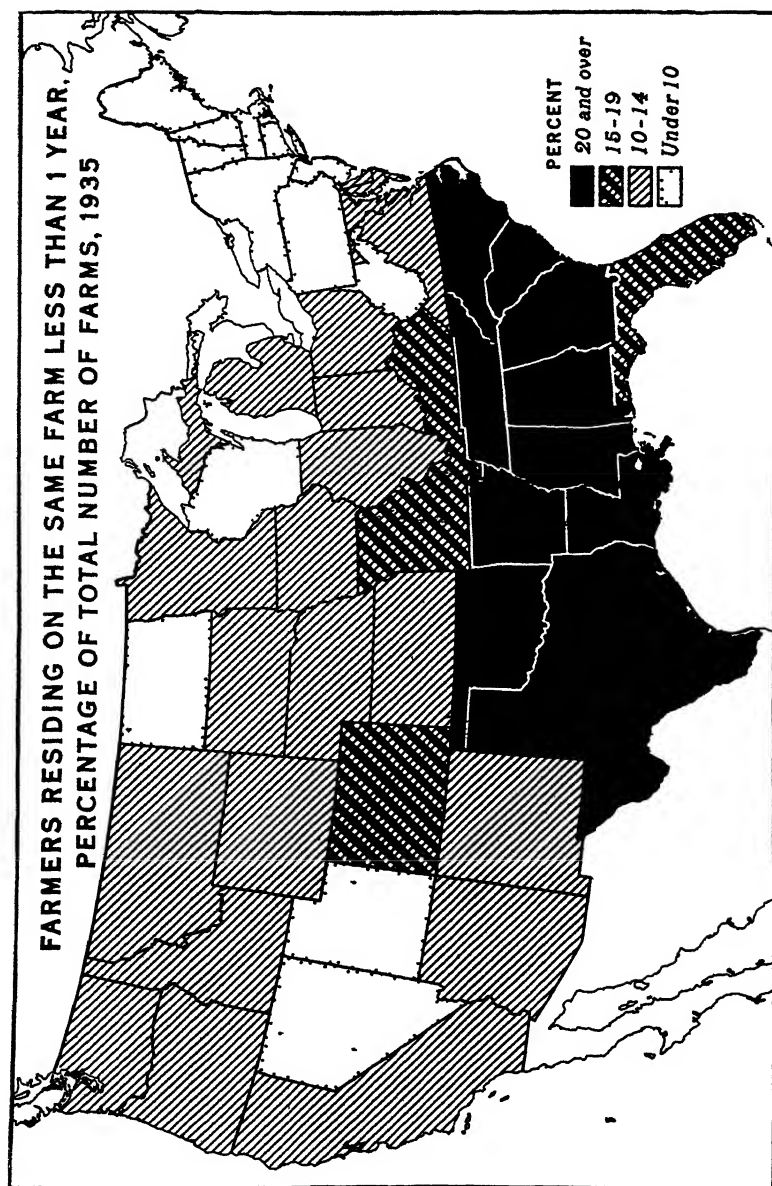 FARMERS RESIDING ON THE SAME FARM LESS THAN 1 YEAR,
PERCENTAGE OF TOTAL NUMBER OF FARMS, 1935
PERCENT
20 and over
15-19
10-14
Under 10